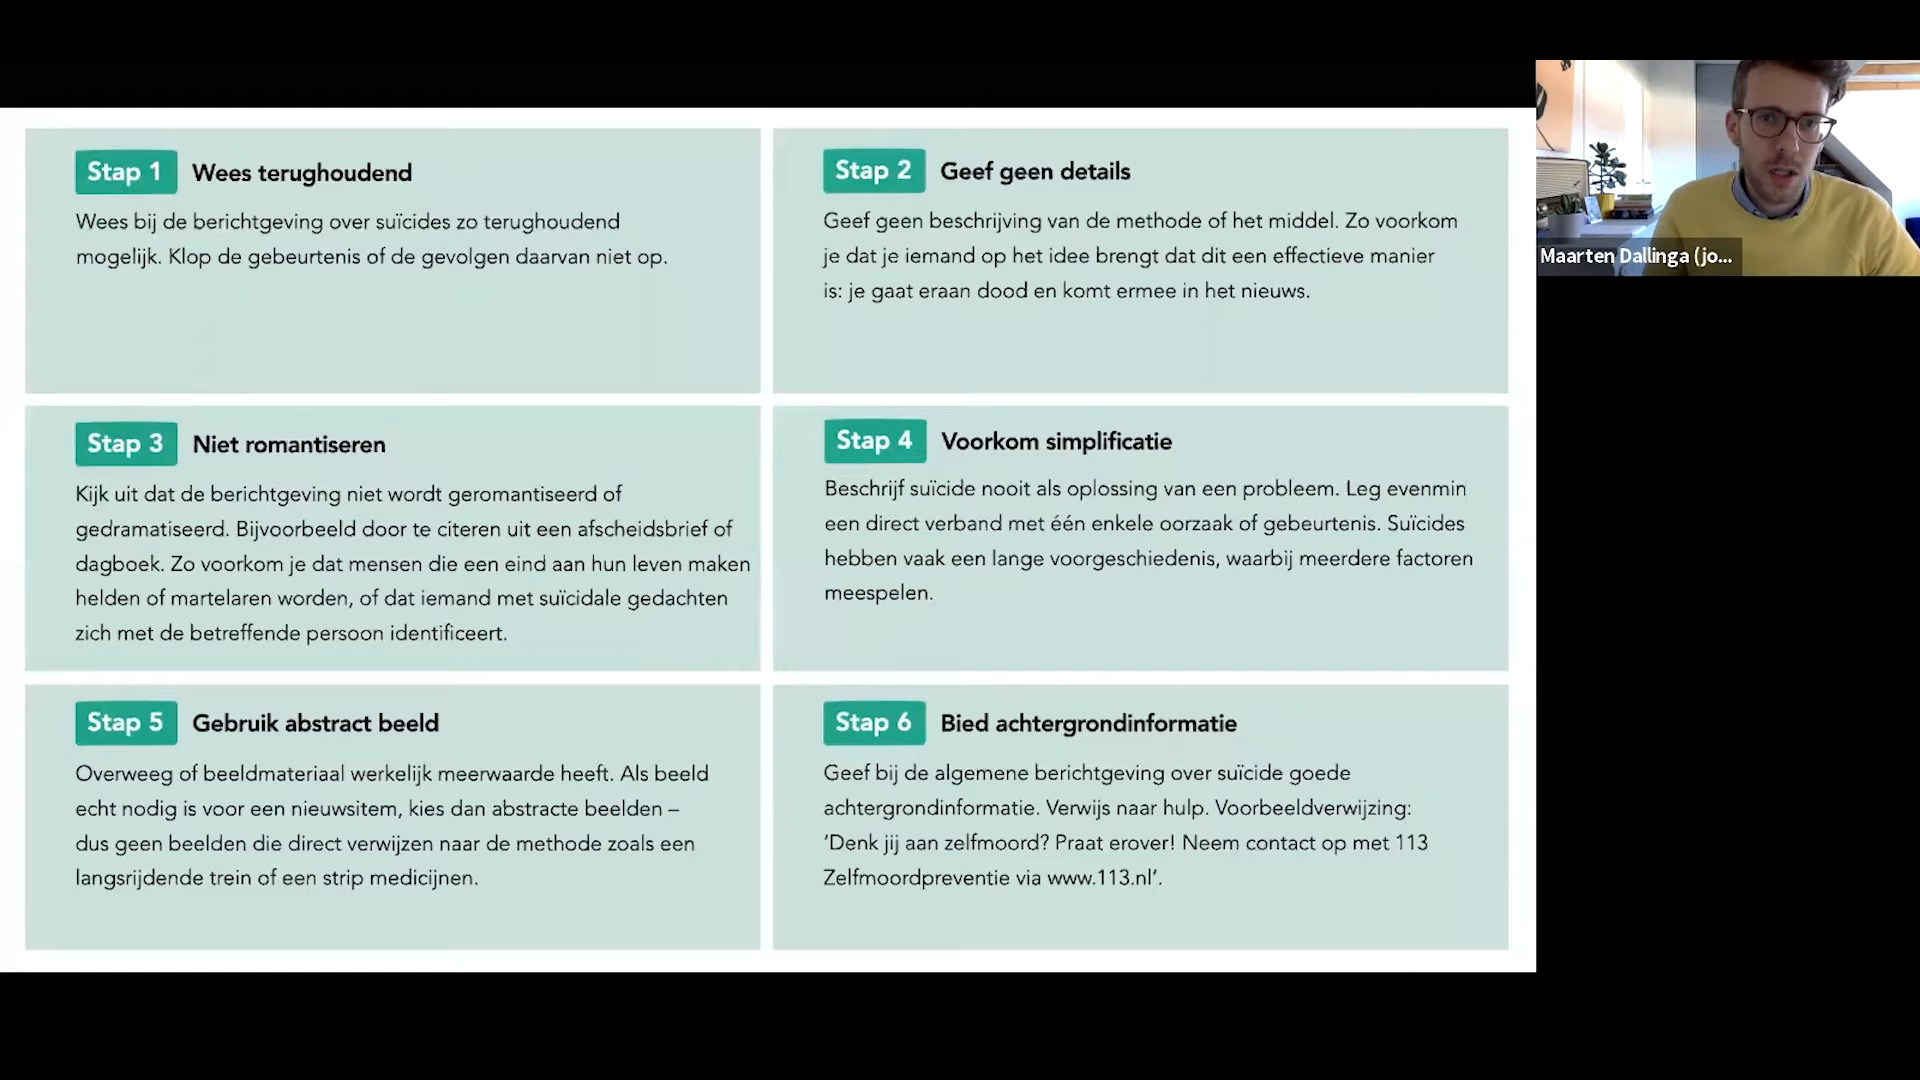 Stap 1 Wees terughoudend
Wees bij de berichtgeving over suïcides zo terughoudend
mogelijk. Klop de gebeurtenis of de gevolgen daarvan niet op.
Stap 2 Geef geen details
Geef geen beschrijving van de methode of het middel. Zo voorkom
je dat je iemand op het idee brengt dat dit een effectieve manier
is: je gaat eraan dood en komt ermee in het nieuws.
Stap 3 Niet romantiseren
Kijk uit dat de berichtgeving niet wordt geromantiseerd of
gedramatiseerd. Bijvoorbeeld door te citeren uit een afscheidsbrief of
dagboek. Zo voorkom je dat mensen die een eind aan hun leven maken
helden of martelaren worden, of dat iemand met suïcidale gedachten
zich met de betreffende persoon identificeert.
Stap 4 Voorkom simplificatie
Beschrijf suïcide nooit als oplossing van een probleem. Leg evenmin
een direct verband met één enkele oorzaak of gebeurtenis. Suïcides
hebben vaak een lange voorgeschiedenis, waarbij meerdere factoren
meespelen.
Stap 5 Gebruik abstract beeld
Overweeg of beeldmateriaal werkelijk meerwaarde heeft. Als beeld
echt nodig is voor een nieuwsitem, kies dan abstracte beelden –
dus geen beelden die direct verwijzen naar de methode zoals een
langsrijdende trein of een strip medicijnen.
Stap 6 Bied achtergrondinformatie
Geef bij de algemene berichtgeving over suïcide goede
achtergrondinformatie. Verwijs naar hulp. Voorbeeldverwijzing:
'Denk jij aan zelfmoord? Praat erover! Neem contact op met 113
Zelfmoordpreventie via www.113.nl'.
Maarten Dallinga (jo...